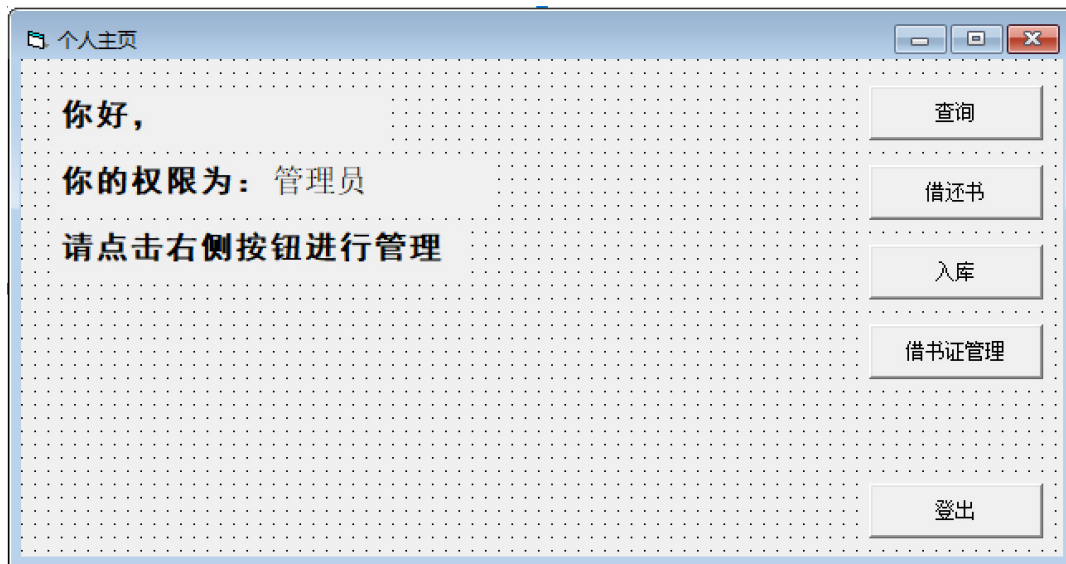 个人主页
你好，
查询
你的权限为：管理员
借还书
请点击右侧按钮进行管理
入库
借书证管理
登出